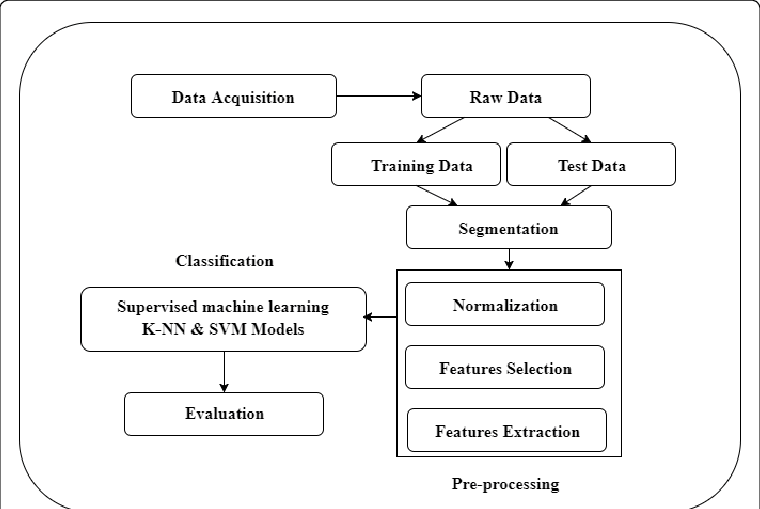 Data Acquisition
Raw Data
Training Data
Test Data
Segmentation
Classification
Supervised machine learning
K-NN & SVM Models
Normalization
Features Selection
Evaluation
Features Extraction
Pre-processing